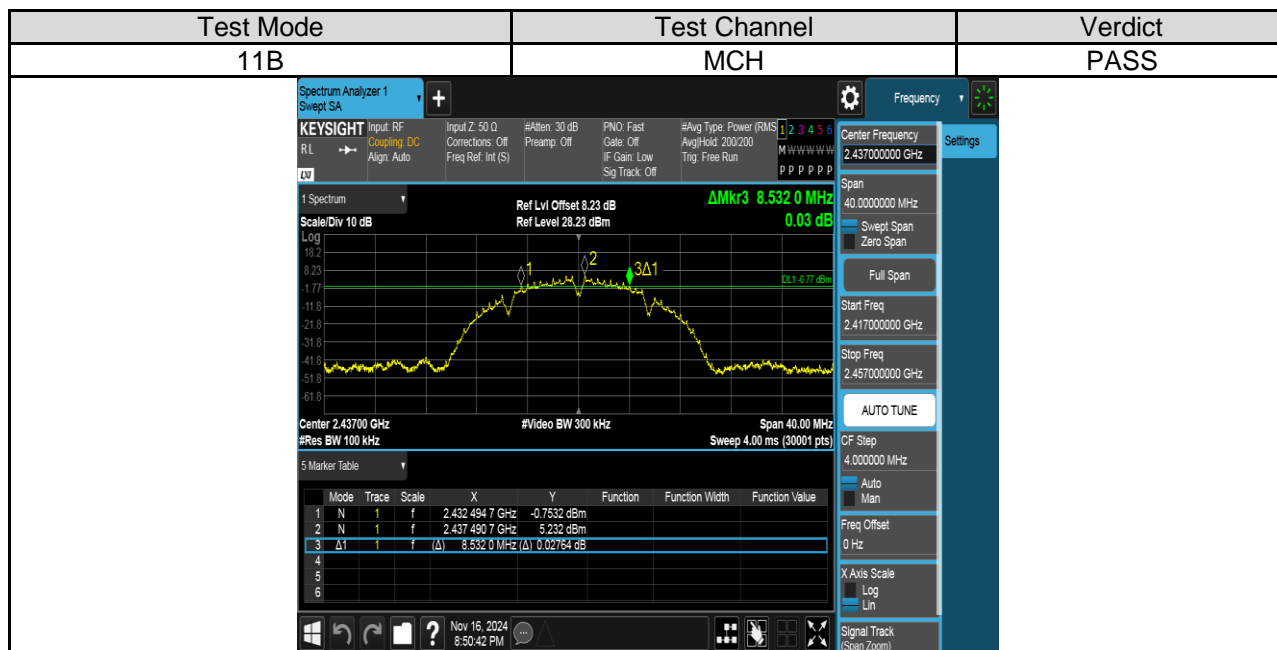 Test Mode Test Channel Verdict
11B MCH PASS
Spectrum Analyzer 1
Swept SA
+
Frequency
KEYSIGHT
RL
LXI
Input: RF
Coupling: DC
Align: Auto
Input Z: 50 Ω
Corrections: Off
Freq Ref: Int (S)
#Atten: 30 dB
Preamp: Off
PNO: Fast
Gate: Off
IF Gain: Low
Sig Track: Off
#Avg Type: Power (RMS
Avg|Hold: 200/200
Trig: Free Run
1 2 3 4 5 6
M W W W W W
P P P P P P
1 Spectrum
Scale/Div 10 dB
Ref Lvl Offset 8.23 dB
Ref Level 28.23 dBm
ΔMkr3 8.532 0 MHz
0.03 dB
Log
18.2
8.23
-1.77
-11.8
-21.8
-31.8
-41.8
-51.8
-61.8
1
2
3Δ1
DL1 -0.77 dBm
Center 2.43700 GHz #Video BW 300 kHz Span 40.00 MHz
#Res BW 100 kHz Sweep 4.00 ms (30001 pts)
5 Marker Table
Mode Trace Scale X Y Function Function Width Function Value
1 N 1 f 2.432 494 7 GHz -0.7532 dBm
2 N 1 f 2.437 490 7 GHz 5.232 dBm
3 Δ1 1 f (Δ) 8.532 0 MHz (Δ) 0.02764 dB
4
5
6
?
Nov 16, 2024
8:50:42 PM
Settings
Center Frequency
2.437000000 GHz
Span
40.0000000 MHz
Swept Span
Zero Span
Full Span
Start Freq
2.417000000 GHz
Stop Freq
2.457000000 GHz
AUTO TUNE
CF Step
4.000000 MHz
Auto
Man
Freq Offset
0 Hz
X Axis Scale
Log
Lin
Signal Track
(Span Zoom)